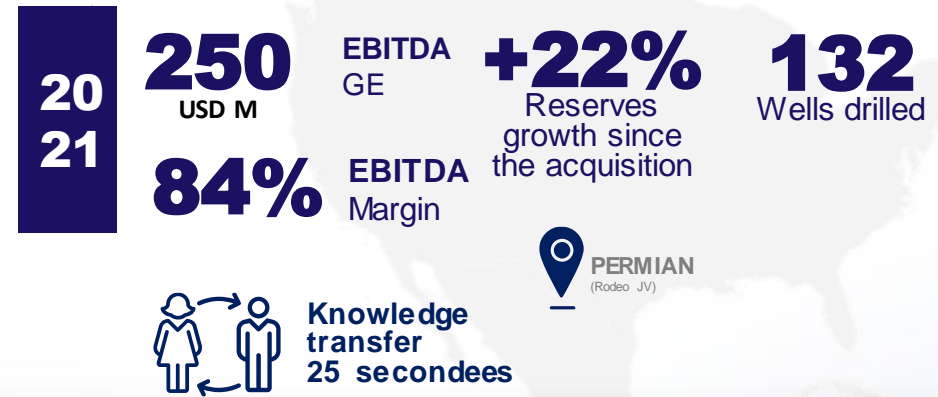 20
21
250
USD M
EBITDA
GE
84%
EBITDA
Margin
+22%
Reserves
growth since
the acquisition
132
Wells drilled
PERMIAN
(Rodeo JV)
Knowledge
transfer
25 secondees